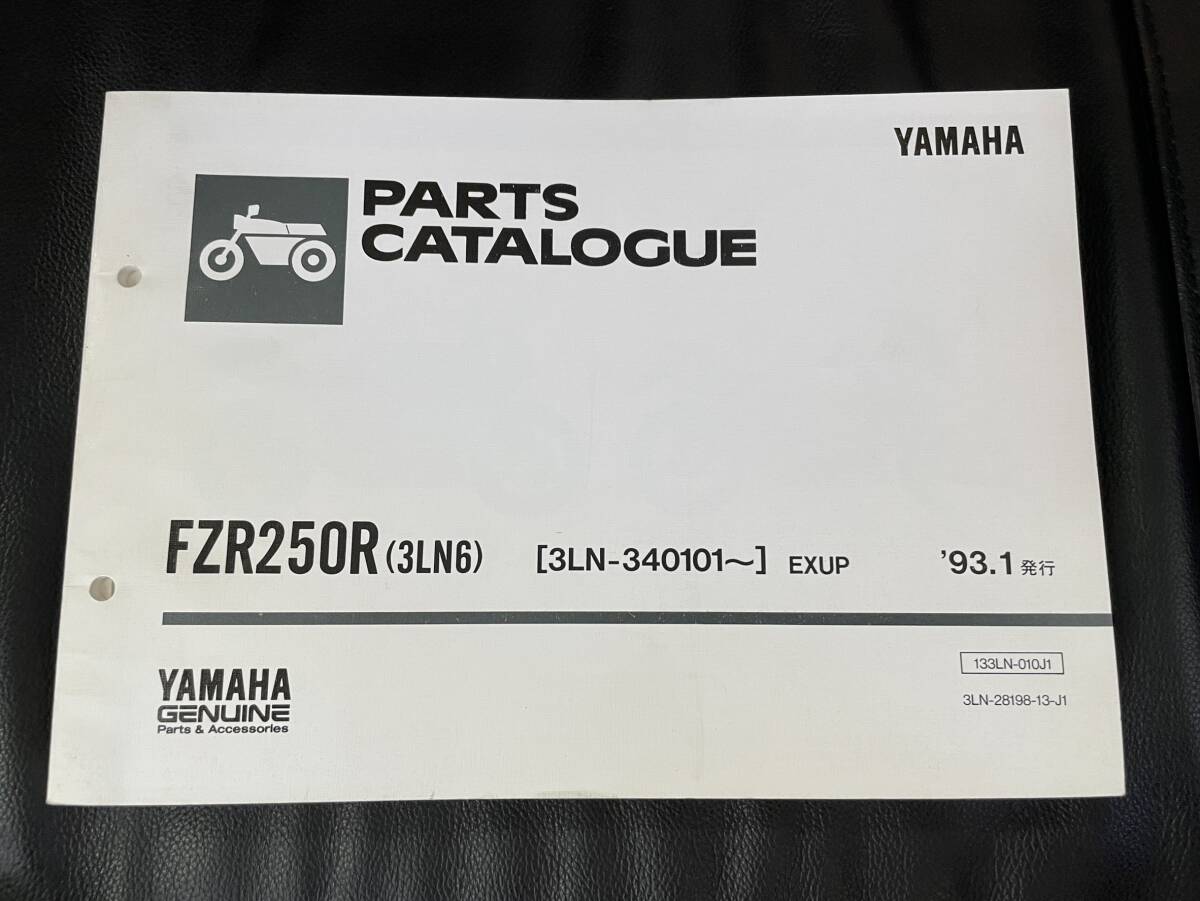 YAMAHA
PARTS
CATALOGUE
FZR250R (3LN6) [3LN-340101〜] EXUP '93.1 発行
133LN-010J1
3LN-28198-13-J1
YAMAHA
GENUINE
Parts & Accessories